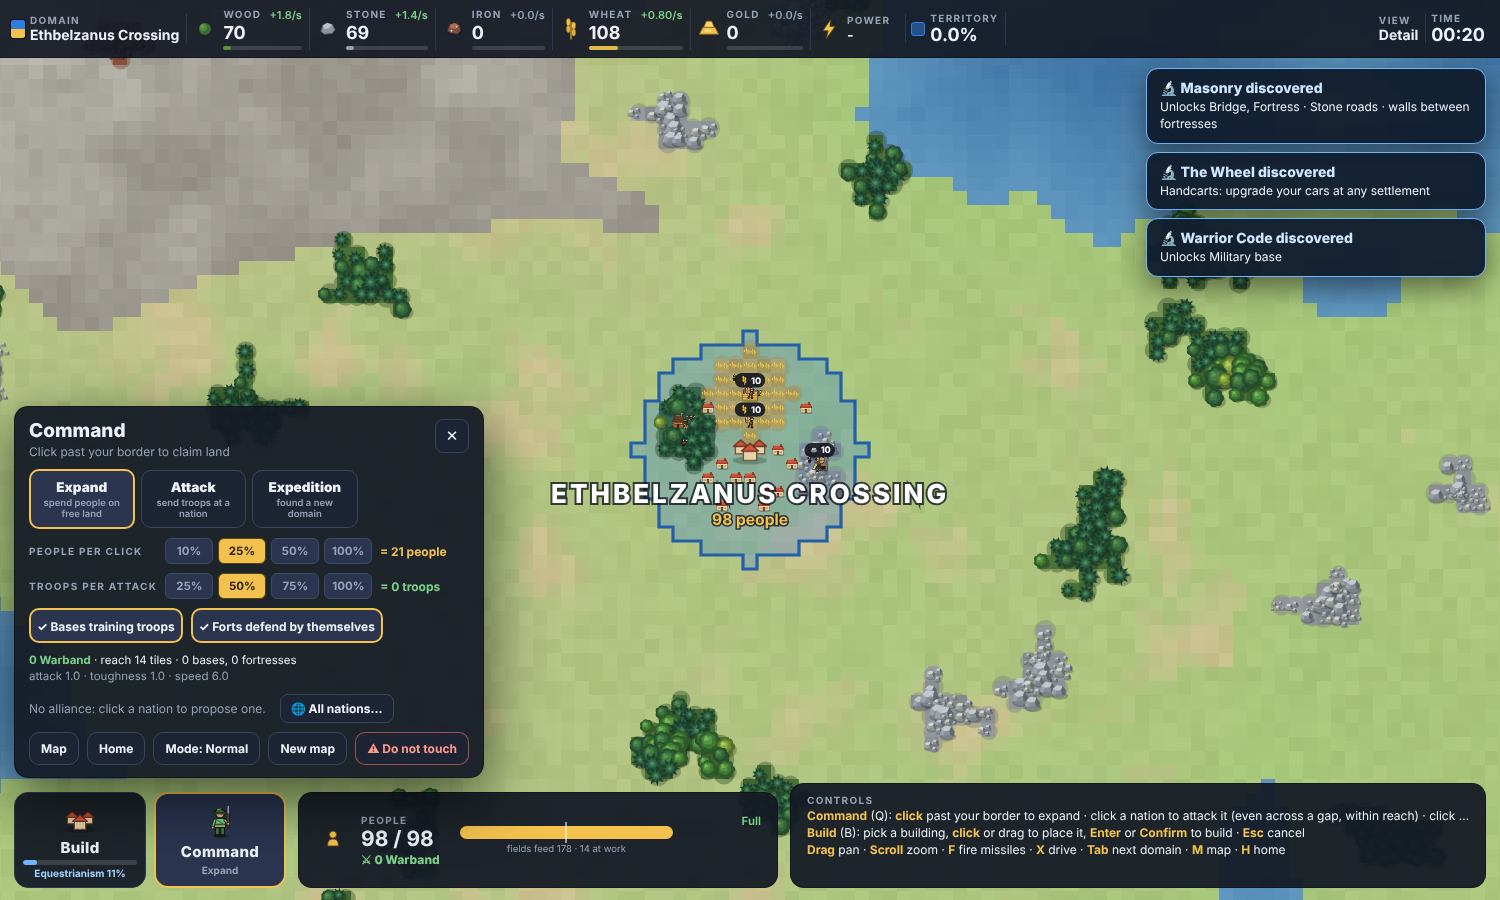 DOMAIN
Ethbelzanus Crossing
WOOD +1.8/s
70
STONE +1.4/s
69
IRON +0.0/s
0
WHEAT +0.80/s
108
GOLD +0.0/s
0
POWER
-
TERRITORY
0.0%
VIEW
Detail
TIME
00:20
Masonry discovered
Unlocks Bridge, Fortress · Stone roads · walls between
fortresses
The Wheel discovered
Handcarts: upgrade your cars at any settlement
Warrior Code discovered
Unlocks Military base
10
10
10
ETHBELZANUS CROSSING
98 people
Command
Click past your border to claim land
✕
Expand
spend people on
free land
Attack
send troops at a
nation
Expedition
found a new
domain
PEOPLE PER CLICK 10% 25% 50% 100% = 21 people
TROOPS PER ATTACK 25% 50% 75% 100% = 0 troops
✓ Bases training troops ✓ Forts defend by themselves
0 Warband · reach 14 tiles · 0 bases, 0 fortresses
attack 1.0 · toughness 1.0 · speed 6.0
No alliance: click a nation to propose one. All nations...
Map Home Mode: Normal New map Do not touch
Build
Equestrianism 11%
Command
Expand
PEOPLE
98 / 98
0 Warband
Full
fields feed 178 · 14 at work
CONTROLS
Command (Q): click past your border to expand · click a nation to attack it (even across a gap, within reach) · click ...
Build (B): pick a building, click or drag to place it, Enter or Confirm to build · Esc cancel
Drag pan · Scroll zoom · F fire missiles · X drive · Tab next domain · M map · H home